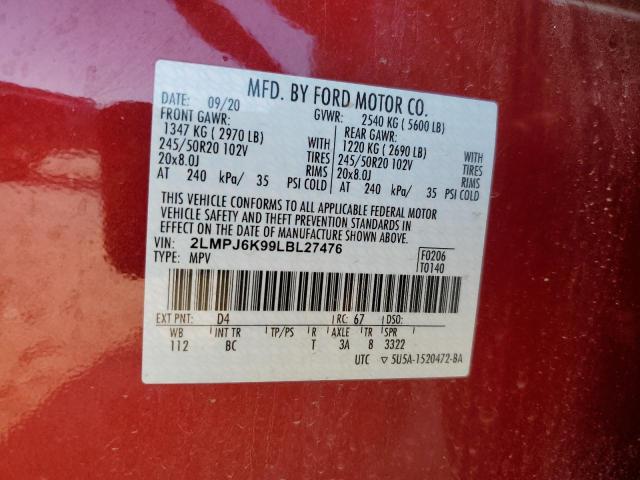 MFD. BY FORD MOTOR CO.
DATE: 09/20 GVWR: 2540 KG ( 5600 LB)
FRONT GAWR: REAR GAWR:
1347 KG ( 2970 LB) WITH 1220 KG ( 2690 LB) WITH
245/50R20 102V TIRES 245/50R20 102V TIRES
20x8.0J RIMS 20x8.0J RIMS
AT 240 kPa/ 35 PSI COLD AT 240 kPa/ 35 PSI COLD
THIS VEHICLE CONFORMS TO ALL APPLICABLE FEDERAL MOTOR
VEHICLE SAFETY AND THEFT PREVENTION STANDARDS IN
EFFECT ON THE DATE OF MANUFACTURE SHOWN ABOVE.
VIN: 2LMPJ6K99LBL27476 F0206
TYPE: MPV T0140
EXT PNT: D4 RC: 67 DSO:
WB INT TR TP/PS R AXLE TR SPR
112 BC T 3A 8 3322
UTC ▽ 5U5A-1520472-BA